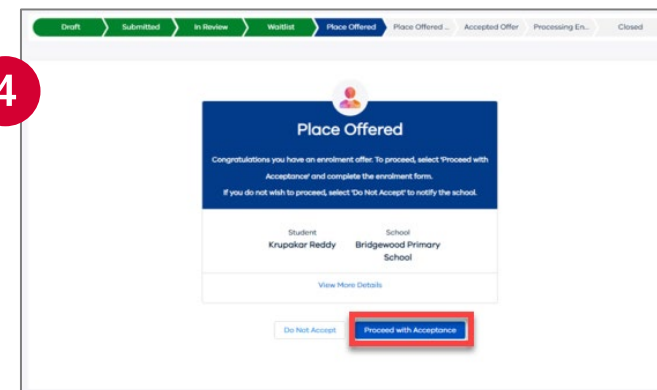 Draft Submitted In Review Waitlist Place Offered Place Offered ... Accepted Offer Processing En... Closed
4
Place Offered
Congratulations you have an enrolment offer. To proceed, select 'Proceed with
Acceptance' and complete the enrolment form.
If you do not wish to proceed, select 'Do Not Accept' to notify the school.
Student School
Krupakar Reddy Bridgewood Primary
School
View More Details
Do Not Accept Proceed with Acceptance